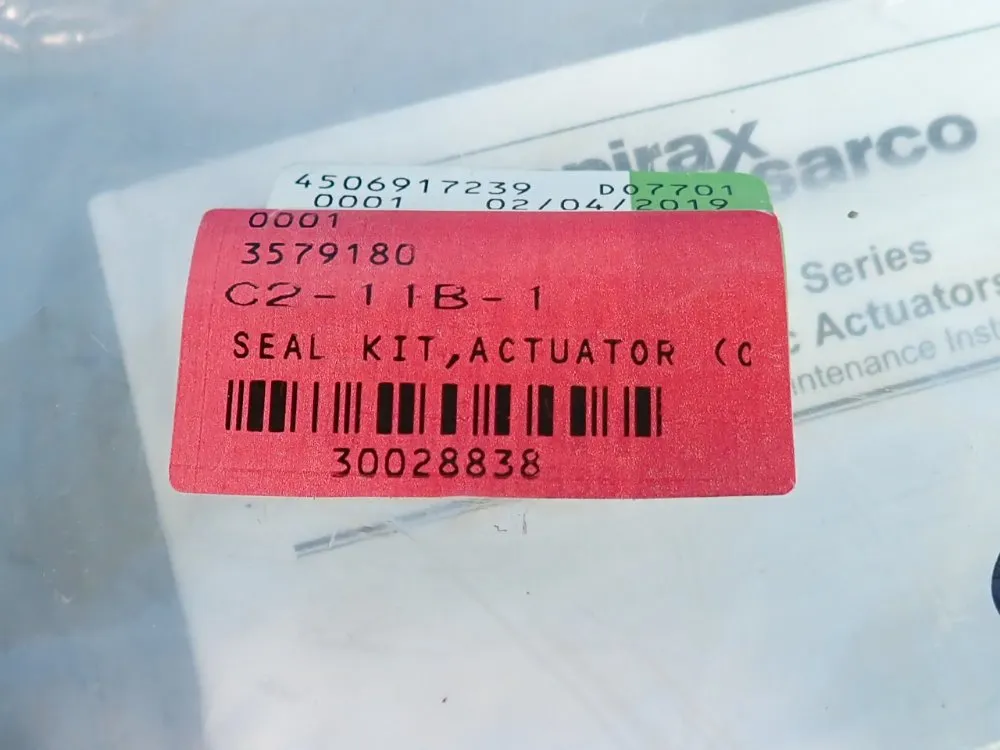 4506917239 D07701
0001 02/04/2019
0001
3579180
C2-11B-1
SEAL KIT,ACTUATOR (C
30028838
pirax
sarco
Series
c Actuators
ntenance Inst